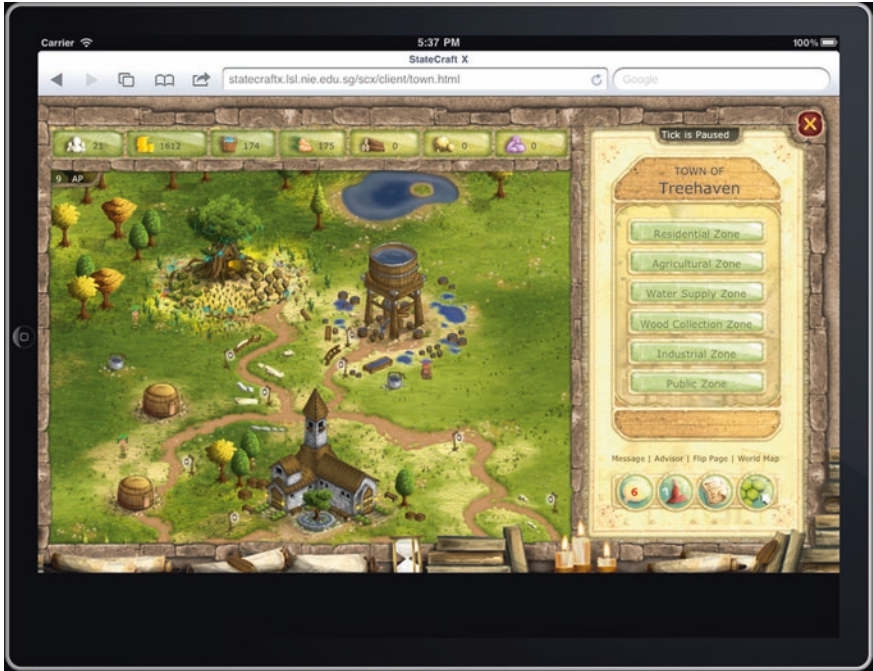 Carrier 5:37 PM 100%
StateCraft X
statecraftx.lsl.nie.edu.sg/scx/client/town.html Google
21 1612 174 175 0 0 0
9 AP
Tick is Paused
TOWN OF
Treehaven
Residential Zone
Agricultural Zone
Water Supply Zone
Wood Collection Zone
Industrial Zone
Public Zone
Message | Advisor | Flip Page | World Map
6